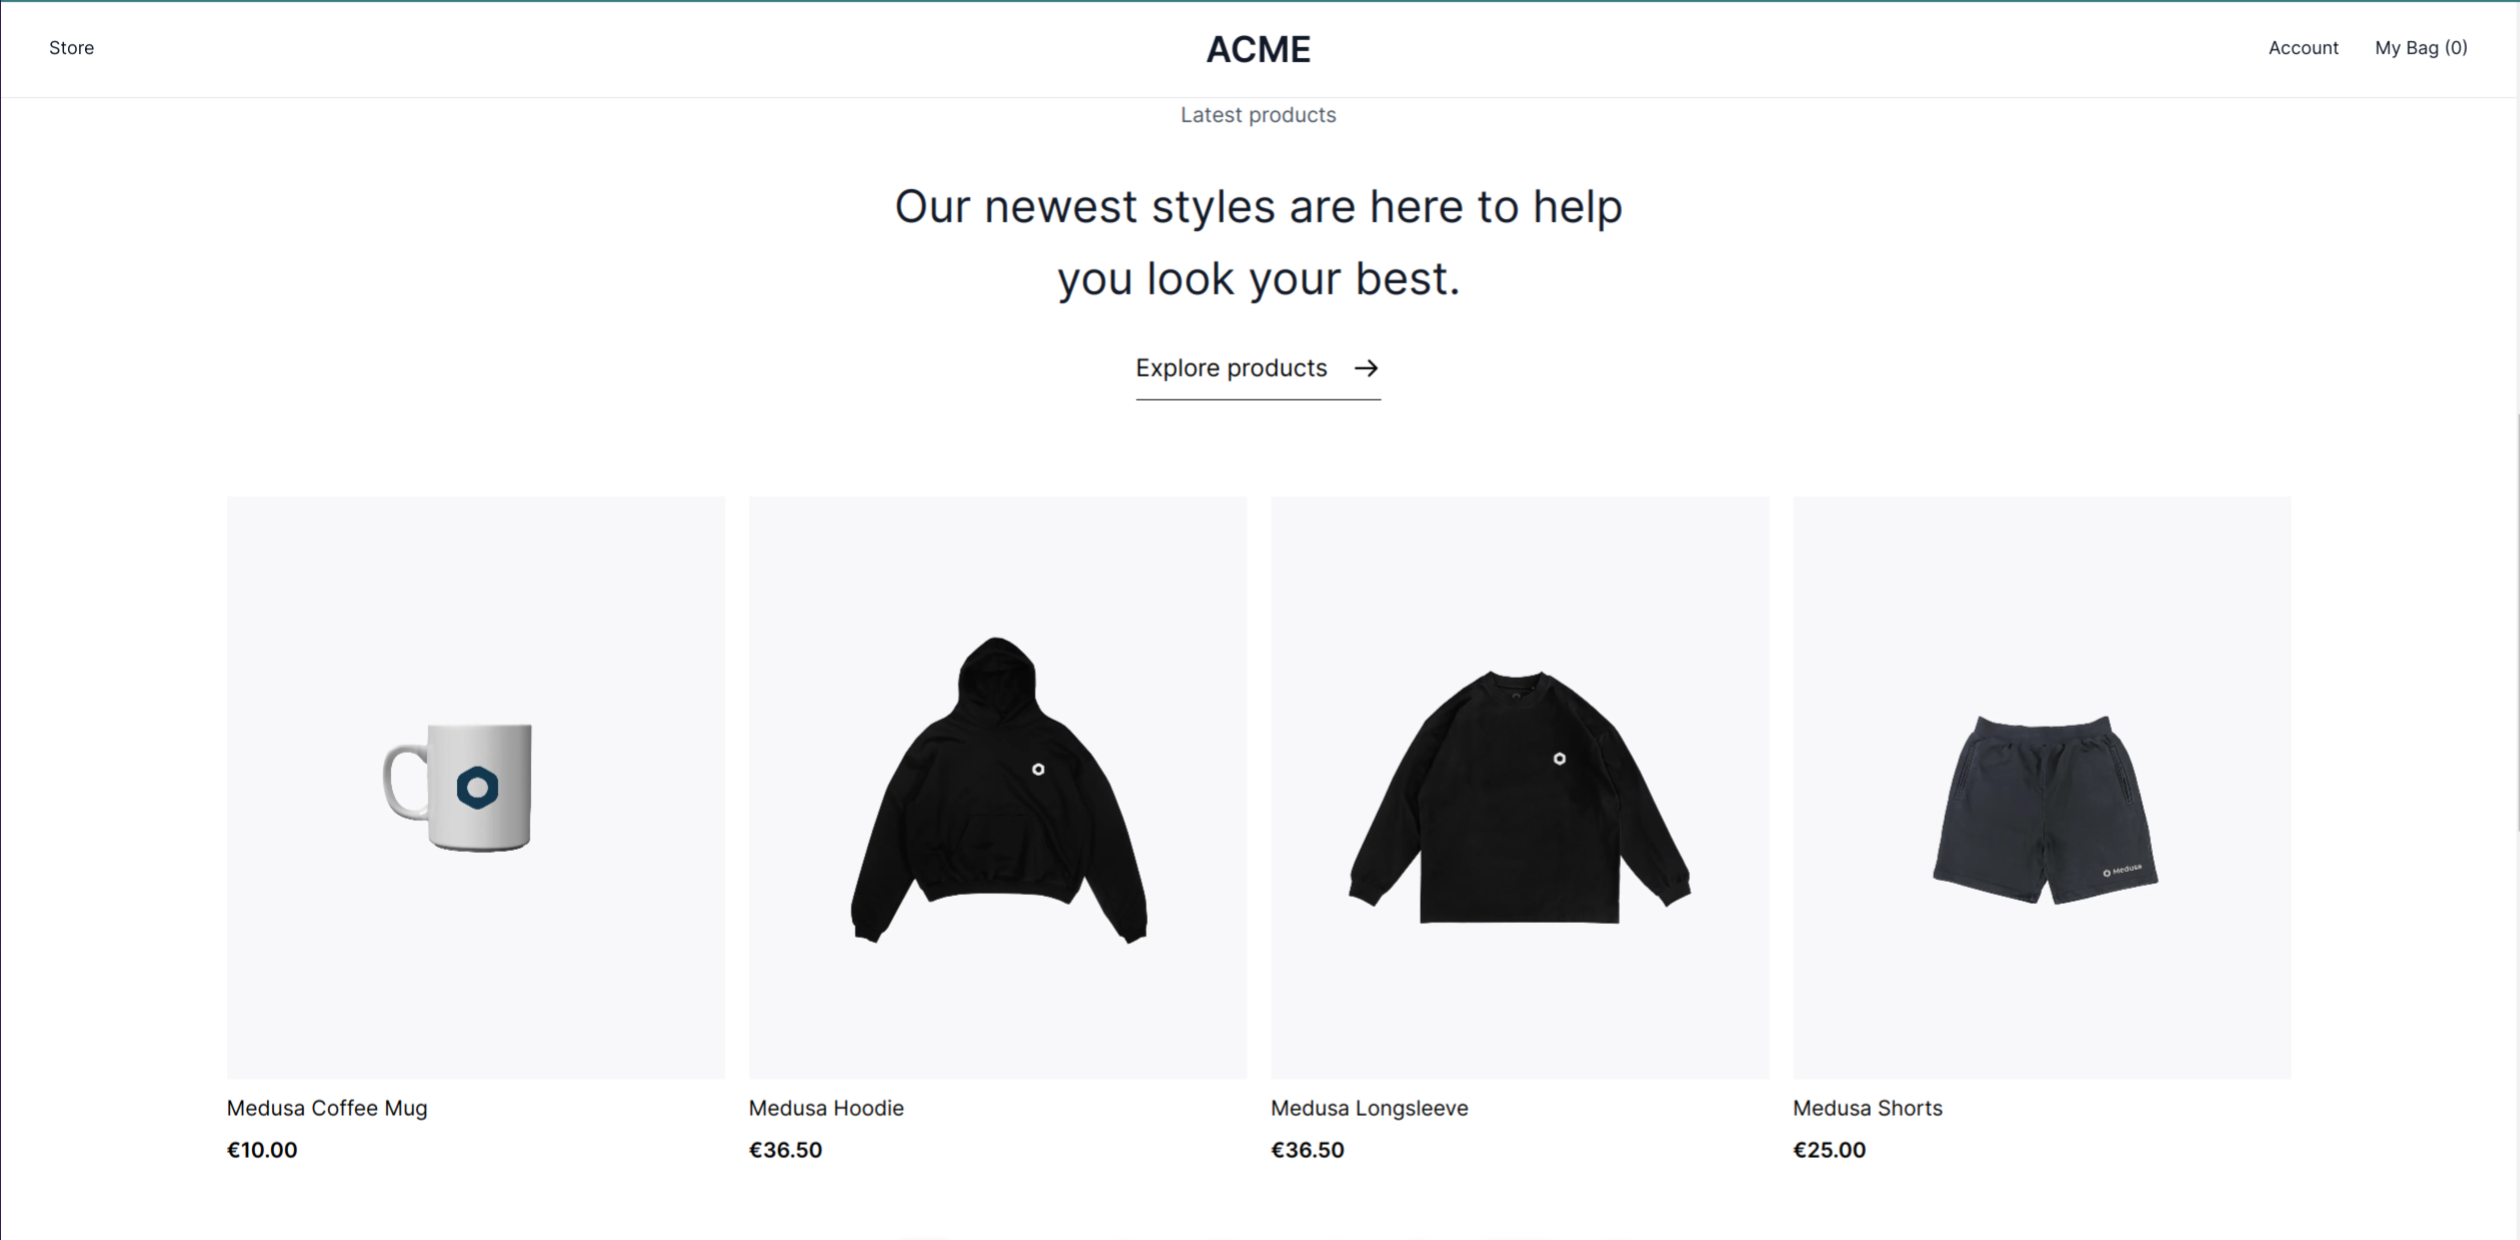 Store
ACME
Account
My Bag (0)
Latest products
Our newest styles are here to help
you look your best.
Explore products →
Medusa
Medusa Coffee Mug
€10.00
Medusa Hoodie
€36.50
Medusa Longsleeve
€36.50
Medusa Shorts
€25.00